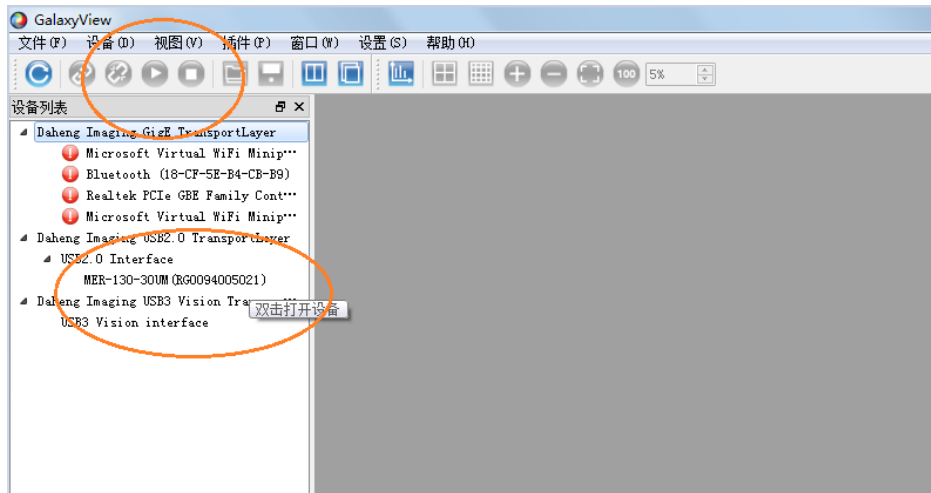 GalaxyView
文件(F) 设备(D) 视图(V) 插件(P) 窗口(W) 设置(S) 帮助(H)
100 5%
设备列表
Daheng Imaging GigE TransportLayer
Microsoft Virtual WiFi Minip···
Bluetooth (18-CF-5E-B4-CB-B9)
Realtek PCIe GBE Family Cont···
Microsoft Virtual WiFi Minip···
Daheng Imaging USB2.0 TransportLayer
USB2.0 Interface
MER-130-30UM(RG0094005021)
Daheng Imaging USB3 Vision Tra
双击打开设备
USB3 Vision interface